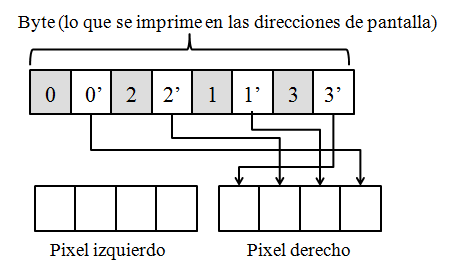 Byte (lo que se imprime en las direcciones de pantalla)
0 0’ 2 2’ 1 1’ 3 3’
Pixel izquierdo Pixel derecho